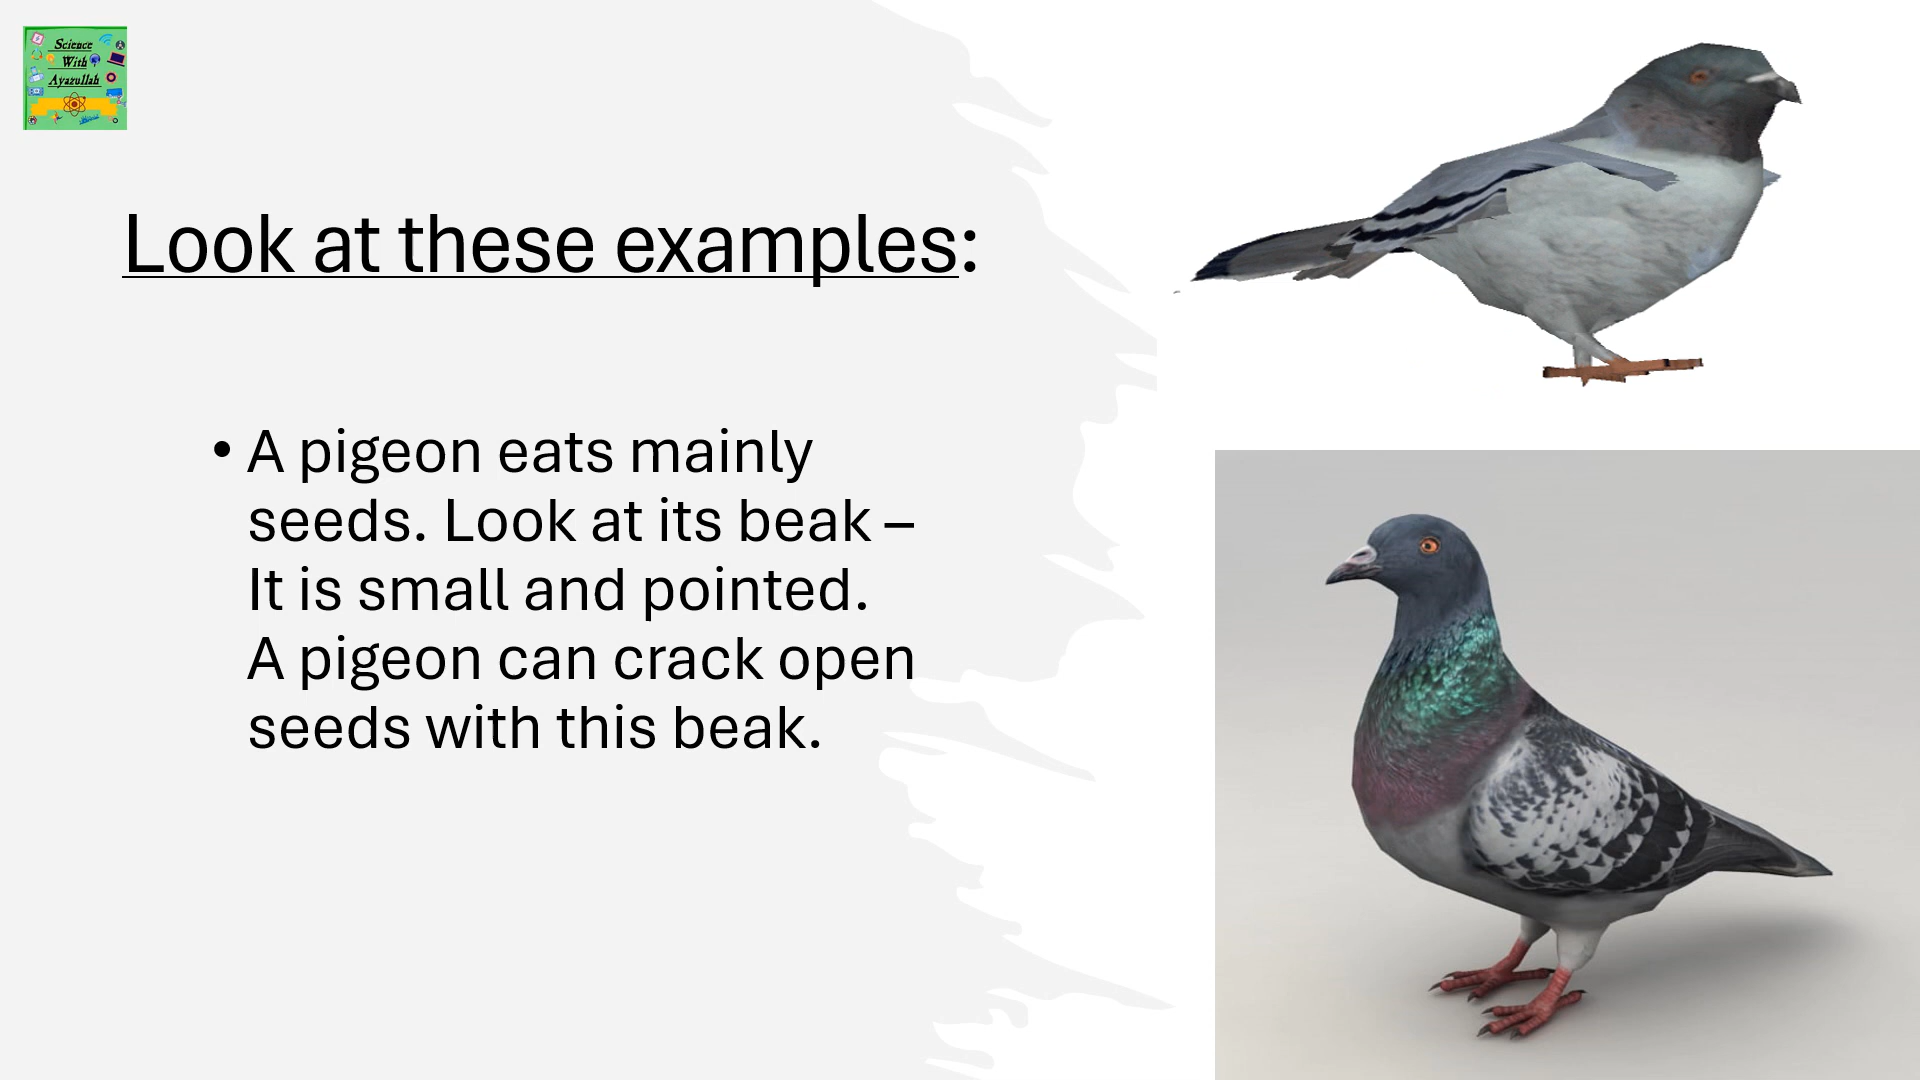 Science
With
Ayazullah
Look at these examples:
• A pigeon eats mainly
seeds. Look at its beak –
It is small and pointed.
A pigeon can crack open
seeds with this beak.